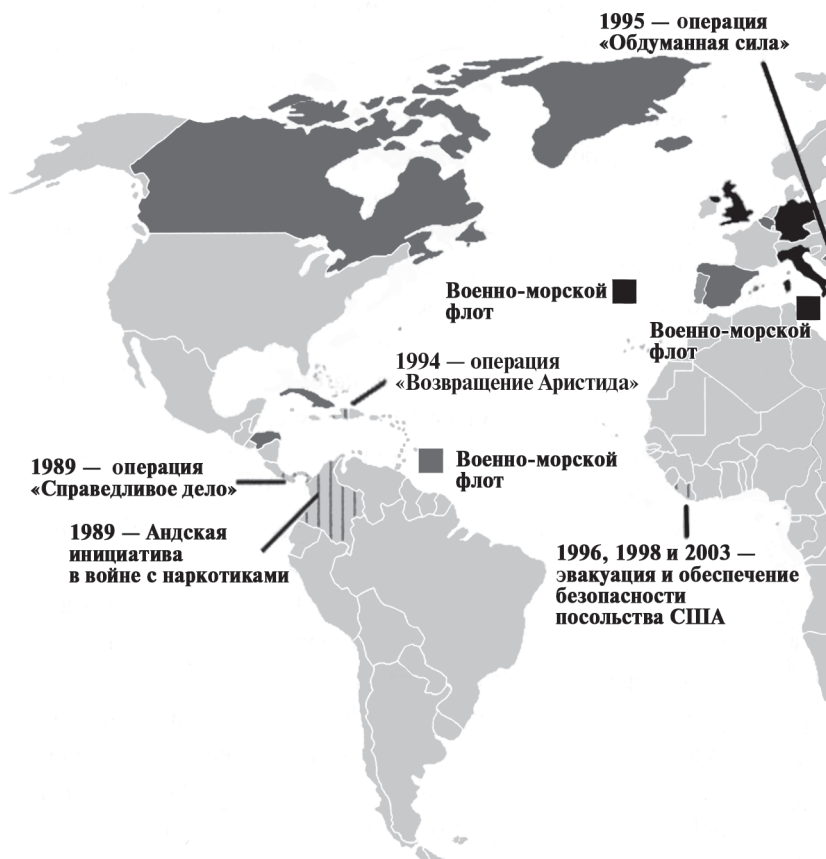 1995 — операция
«Обдуманная сила»
Военно-морской
флот
Военно-морской
флот
1994 — операция
«Возвращение Аристида»
1989 — операция
«Справедливое дело»
Военно-морской
флот
1989 — Андская
инициатива
в войне с наркотиками
1996, 1998 и 2003 —
эвакуация и обеспечение
безопасности
посольства США